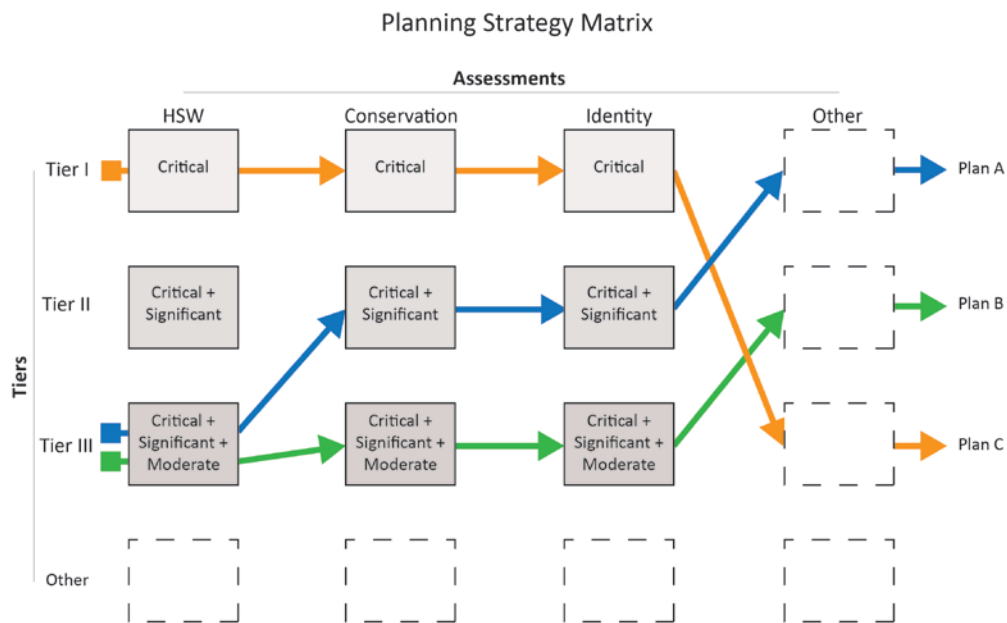 Planning Strategy Matrix
Assessments
HSW
Conservation
Identity
Other
Tiers
Tier I
Critical
Critical
Critical
Plan A
Tier II
Critical +
Significant
Critical +
Significant
Critical +
Significant
Plan B
Tier III
Critical +
Significant +
Moderate
Critical +
Significant +
Moderate
Critical +
Significant +
Moderate
Plan C
Other